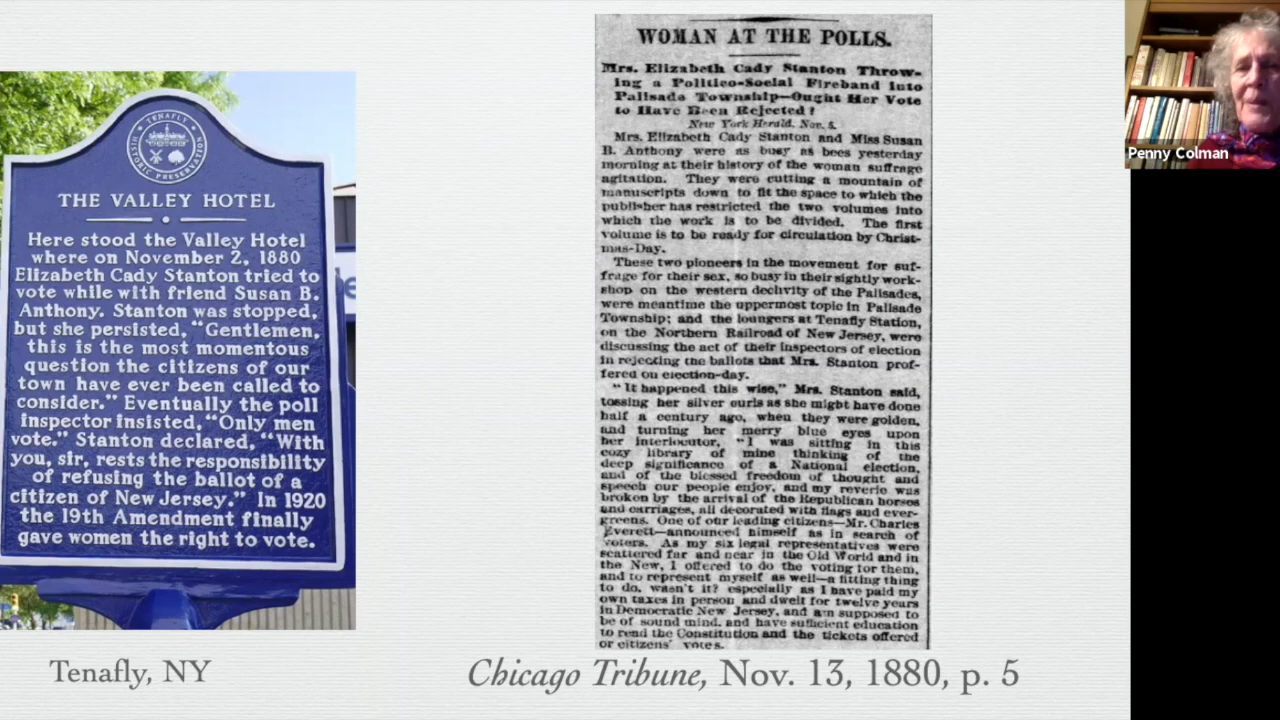 TENAFLY
HISTORIC PRESERVATION
THE VALLEY HOTEL
Here stood the Valley Hotel
where on November 2, 1880
Elizabeth Cady Stanton tried to
vote while with friend Susan B.
Anthony. Stanton was stopped,
but she persisted, “Gentlemen,
this is the most momentous
question the citizens of our
town have ever been called to
consider.” Eventually the poll
inspector insisted, “Only men
vote.” Stanton declared, “With
you, sir, rests the responsibility
of refusing the ballot of a
citizen of New Jersey.” In 1920
the 19th Amendment finally
gave women the right to vote.
Tenafly, NY
WOMAN AT THE POLLS.
Mrs. Elizabeth Cady Stanton Throw-
ing a Politico-Social Fireband into
Palisade Township—Ought Her Vote
to Have Been Rejected?
New York Herald, Nov. 5.
Mrs. Elizabeth Cady Stanton and Miss Susan
B. Anthony were as busy as bees yesterday
morning at their history of the woman suffrage
agitation. They were cutting a mountain of
manuscripts down to fit the space to which the
publisher has restricted the two volumes into
which the work is to be divided. The first
volume is to be ready for circulation by Christ-
mas-Day.
These two pioneers in the movement for suf-
frage for their sex, so busy in their sightly work-
shop on the western declivity of the Palisades,
were meantime the uppermost topic in Palisade
Township; and the loungers at Tenafly Station,
on the Northern Railroad of New Jersey, were
discussing the act of their inspectors of election
in rejecting the ballots that Mrs. Stanton prof-
fered on election-day.
“It happened this wise,” Mrs. Stanton said,
tossing her silver curls as she might have done
half a century ago, when they were golden,
and turning her merry blue eyes upon
her interlocutor, “I was sitting in this
cozy library of mine thinking of the
deep significance of a National election,
and of the blessed freedom of thought and
speech our people enjoy, and my reverie was
broken by the arrival of the Republican horses
and carriages, all decorated with flags and ever-
greens. One of our leading citizens—Mr. Charles
Everett—announced himself as in search of
voters. As my six legal representatives were
scattered far and near in the Old World and in
the New, I offered to do the voting for them,
and to represent myself as well—a fitting thing
to do, wasn't it? especially as I have paid my
own taxes in person and dwelt for twelve years
in Democratic New Jersey, and am supposed to
be of sound mind, and have sufficient education
to read the Constitution and the tickets offered
or citizens' votes.
Chicago Tribune, Nov. 13, 1880, p. 5
Penny Colman